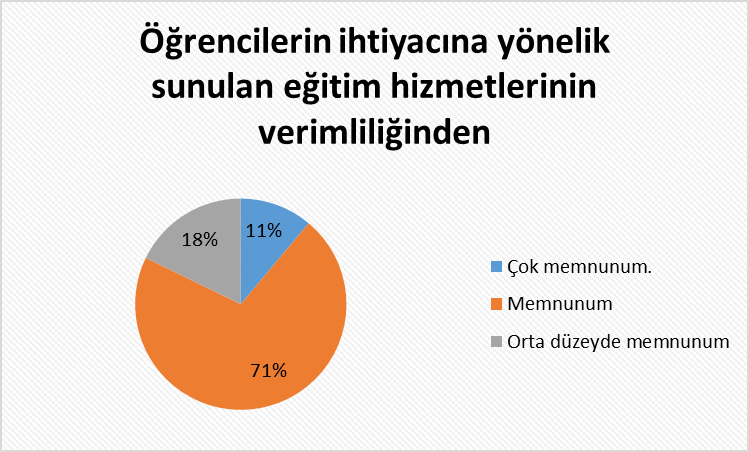 Öğrencilerin ihtiyacına yönelik
sunulan eğitim hizmetlerinin
verimliliğinden
11%
18%
71%
Çok memnunum.
Memnunum
Orta düzeyde memnunum